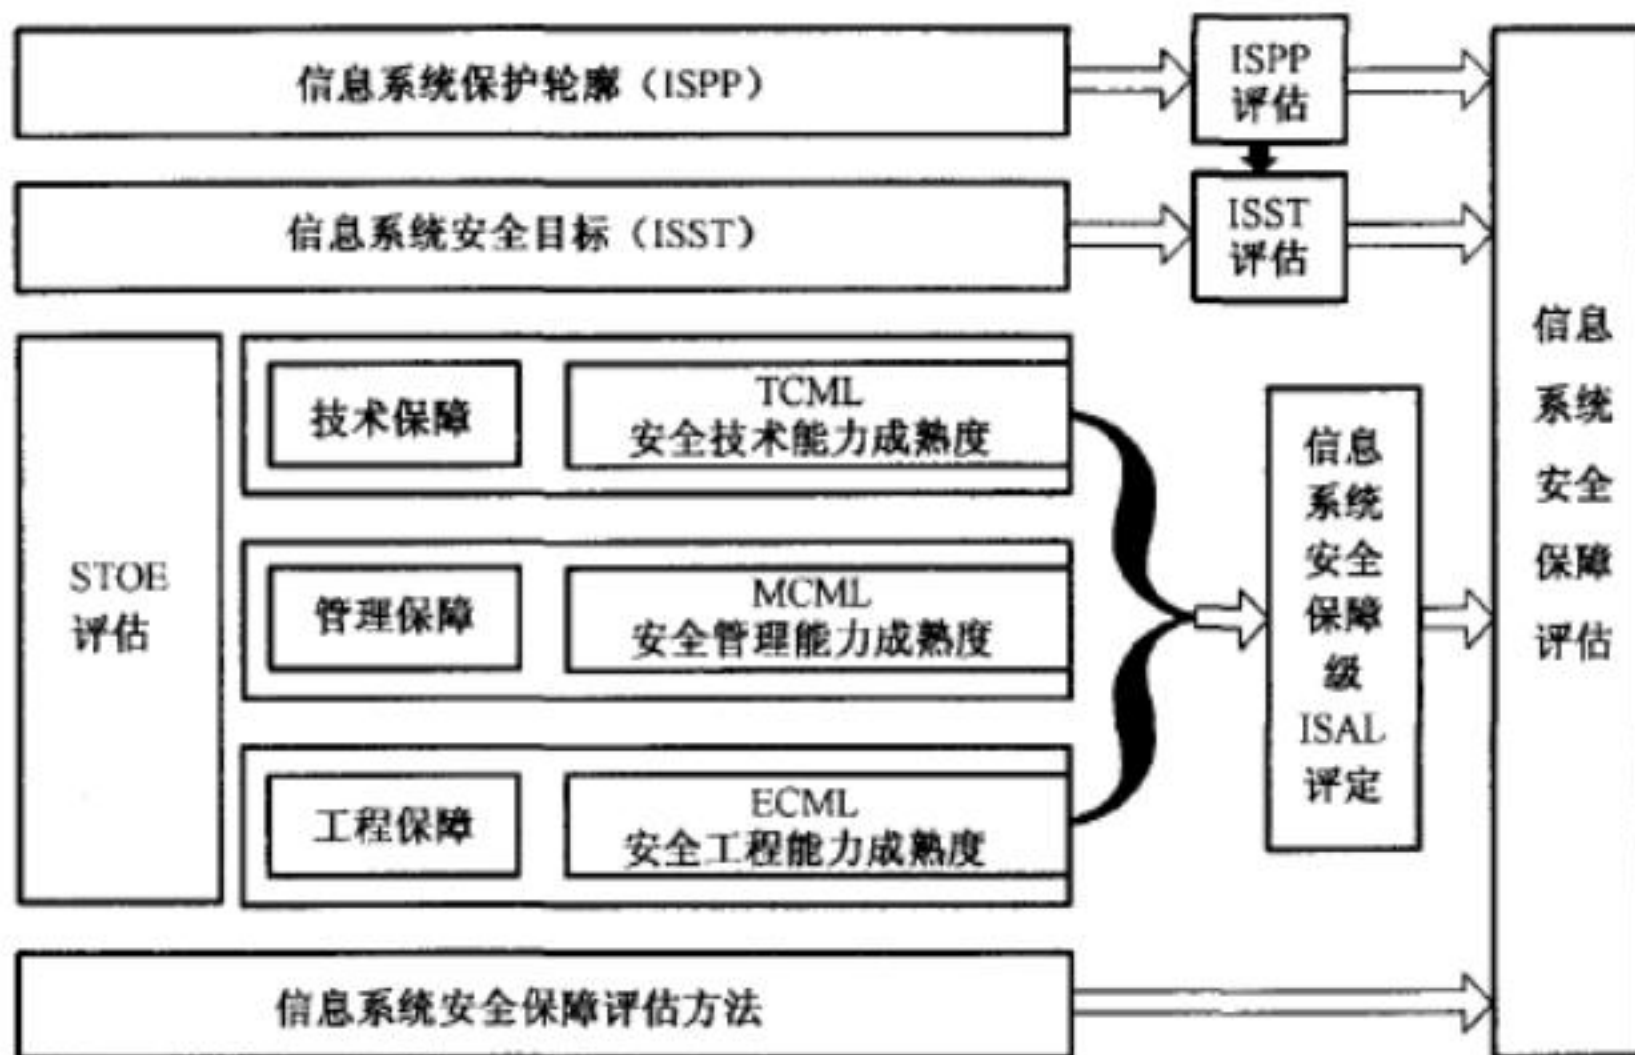 信息系统保护轮廓（ISPP）
ISPP
评估
信息系统安全目标（ISST）
ISST
评估
STOE
评估
技术保障
TCML
安全技术能力成熟度
管理保障
MCML
安全管理能力成熟度
工程保障
ECML
安全工程能力成熟度
信息
系统
安全
保障
级
ISAL
评定
信息
系统
安全
保障
评估
信息系统安全保障评估方法